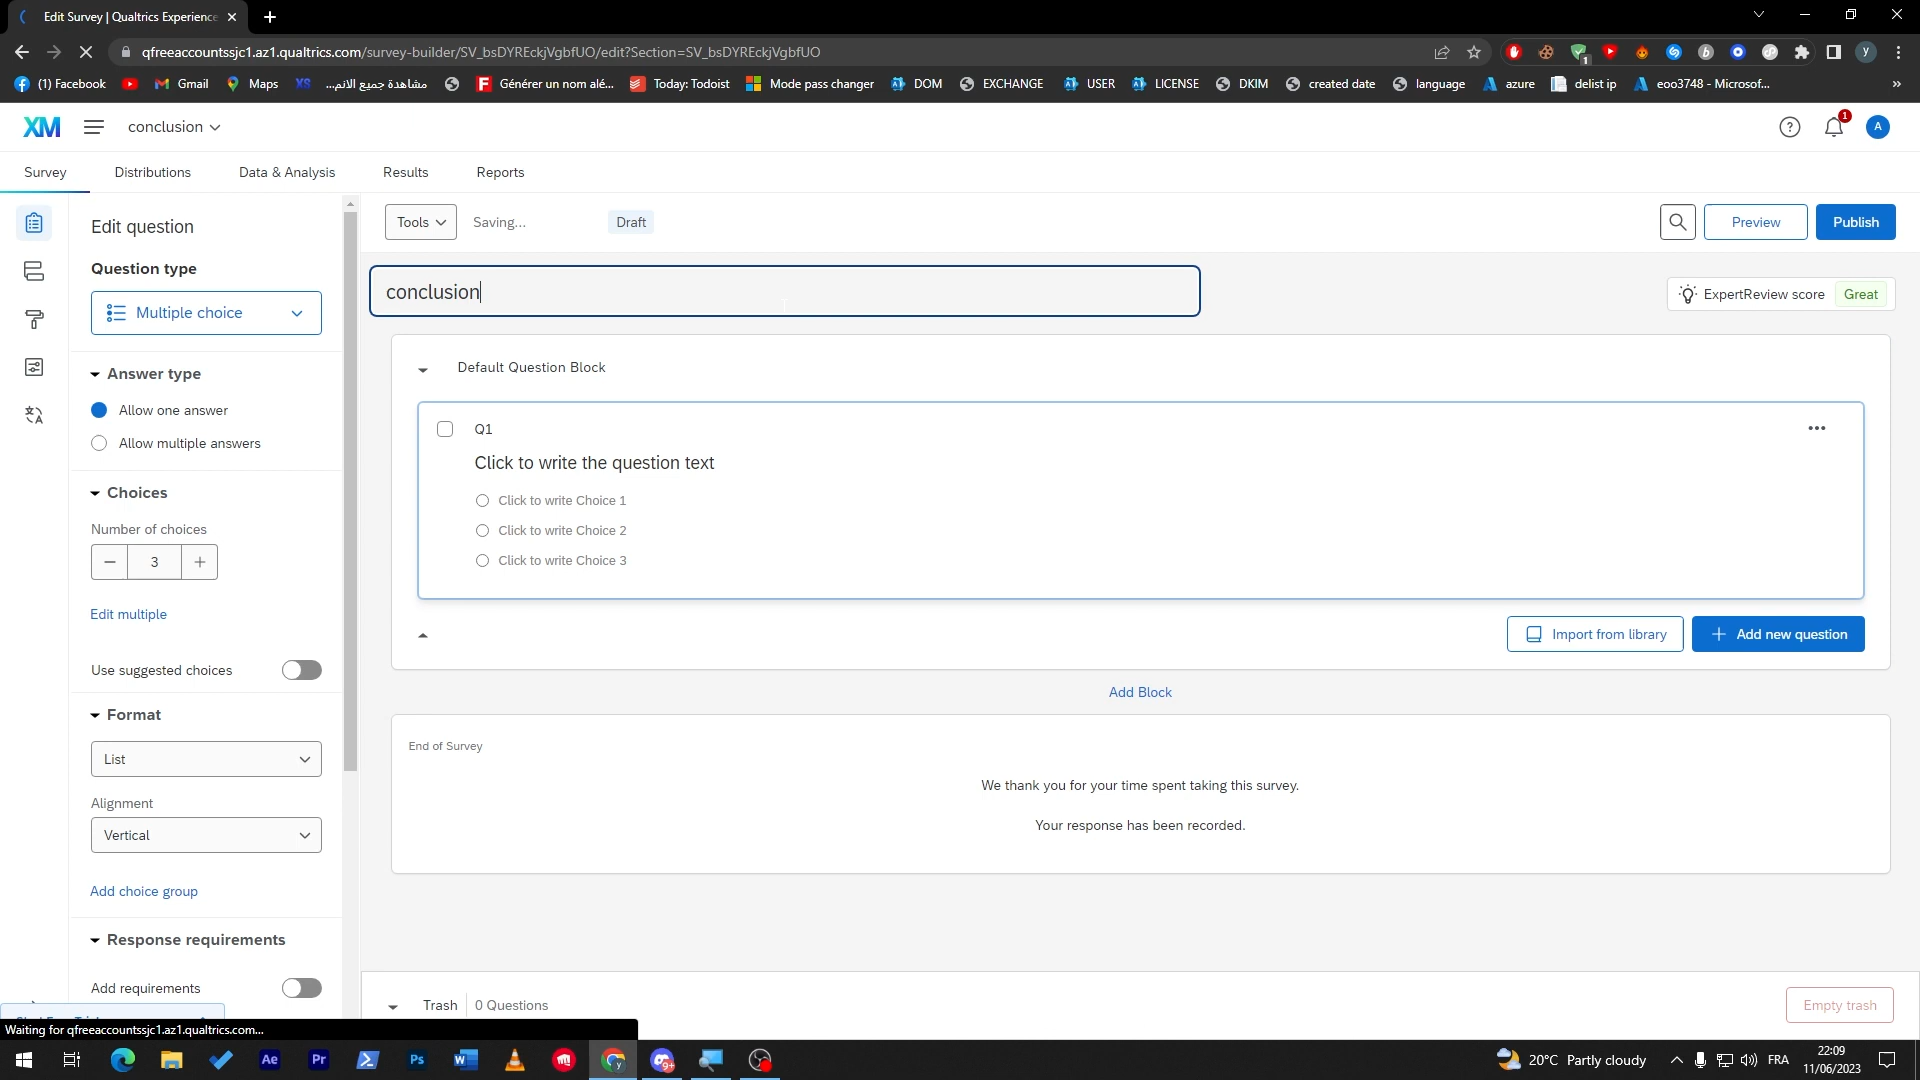 Edit Survey | Qualtrics Experience
qfreeaccountssjc1.az1.qualtrics.com/survey-builder/SV_bsDYREckjVgbfUO/edit?Section=SV_bsDYREckjVgbfUO
(1) Facebook
Gmail
Maps
XS
مشاهدة جميع الانم...
Générer un nom alé...
Today: Todoist
Mode pass changer
DOM
EXCHANGE
USER
LICENSE
DKIM
created date
language
azure
delist ip
eoo3748 - Microsof...
»
XM
conclusion
1
A
Survey
Distributions
Data & Analysis
Results
Reports
Edit question
Question type
Multiple choice
Answer type
Allow one answer
Allow multiple answers
Choices
Number of choices
3
Edit multiple
Use suggested choices
Format
List
Alignment
Vertical
Add choice group
Response requirements
Add requirements
Tools
Saving...
Draft
Preview
Publish
conclusion
ExpertReview score
Great
Default Question Block
Q1
Click to write the question text
Click to write Choice 1
Click to write Choice 2
Click to write Choice 3
Import from library
Add new question
Add Block
End of Survey
We thank you for your time spent taking this survey.
Your response has been recorded.
Trash
0 Questions
Empty trash
Waiting for qfreeaccountssjc1.az1.qualtrics.com...
Ae
Pr
Ps
20°C Partly cloudy
FRA
22:09
11/06/2023